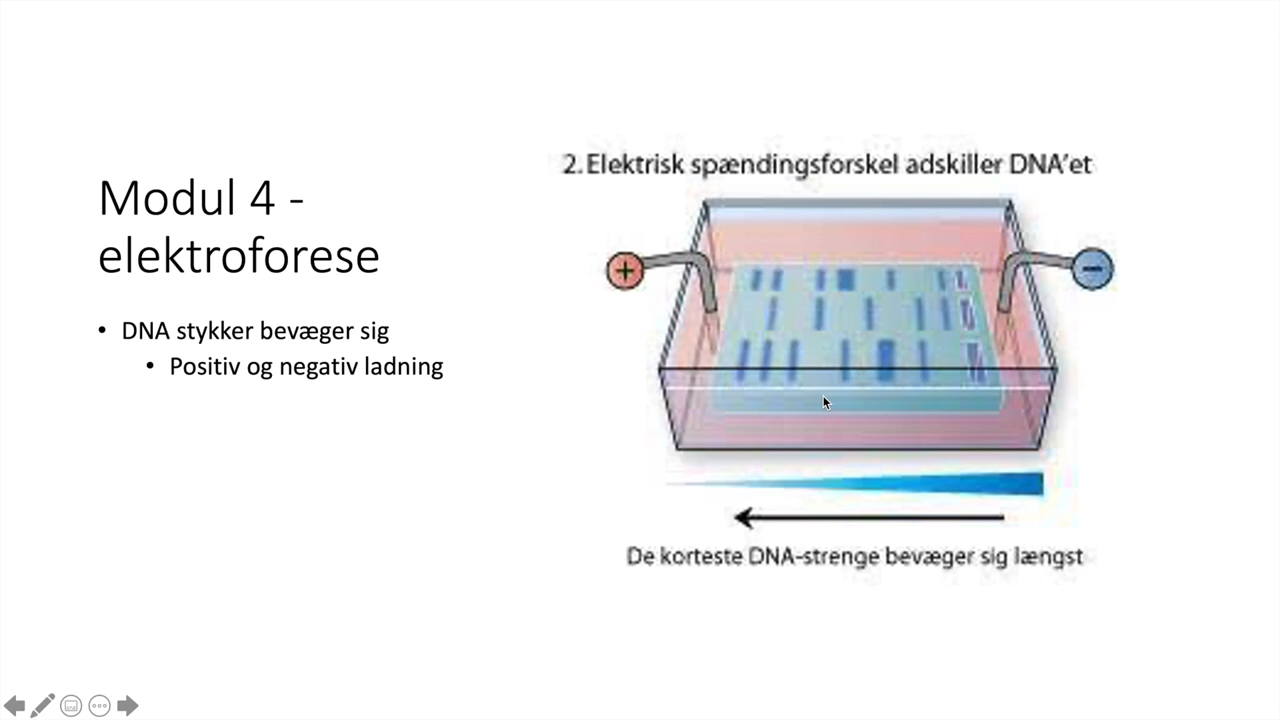 Modul 4 -
elektroforese
• DNA stykker bevæger sig
• Positiv og negativ ladning
2. Elektrisk spændingsforskel adskiller DNA'et
+
−
De korteste DNA-strenge bevæger sig længst